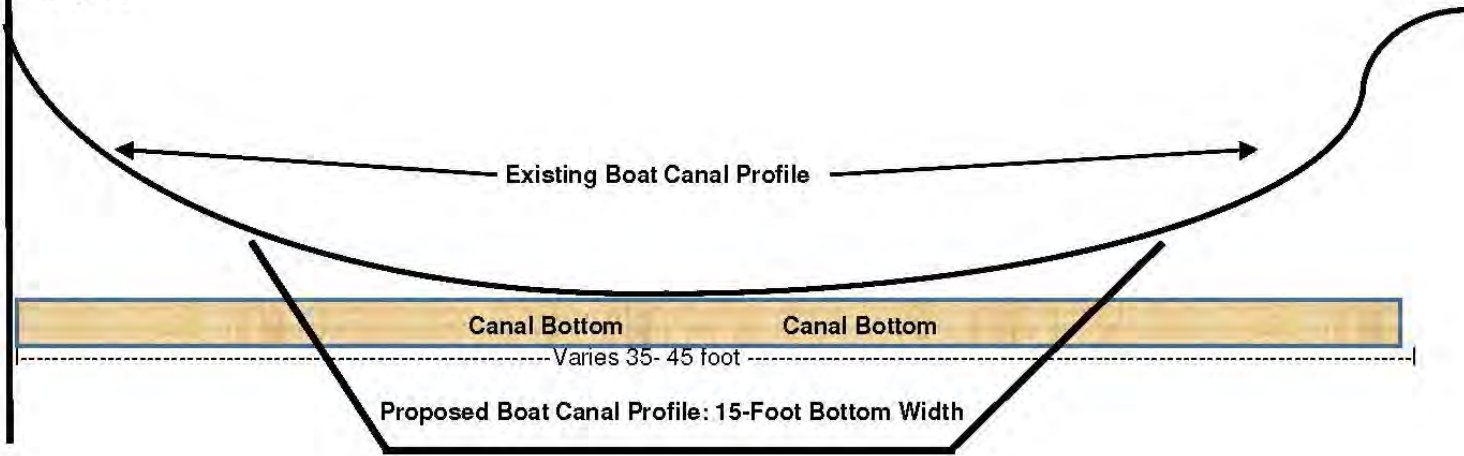 Existing Boat Canal Profile
Canal Bottom Canal Bottom
Varies 35- 45 foot
Proposed Boat Canal Profile: 15-Foot Bottom Width